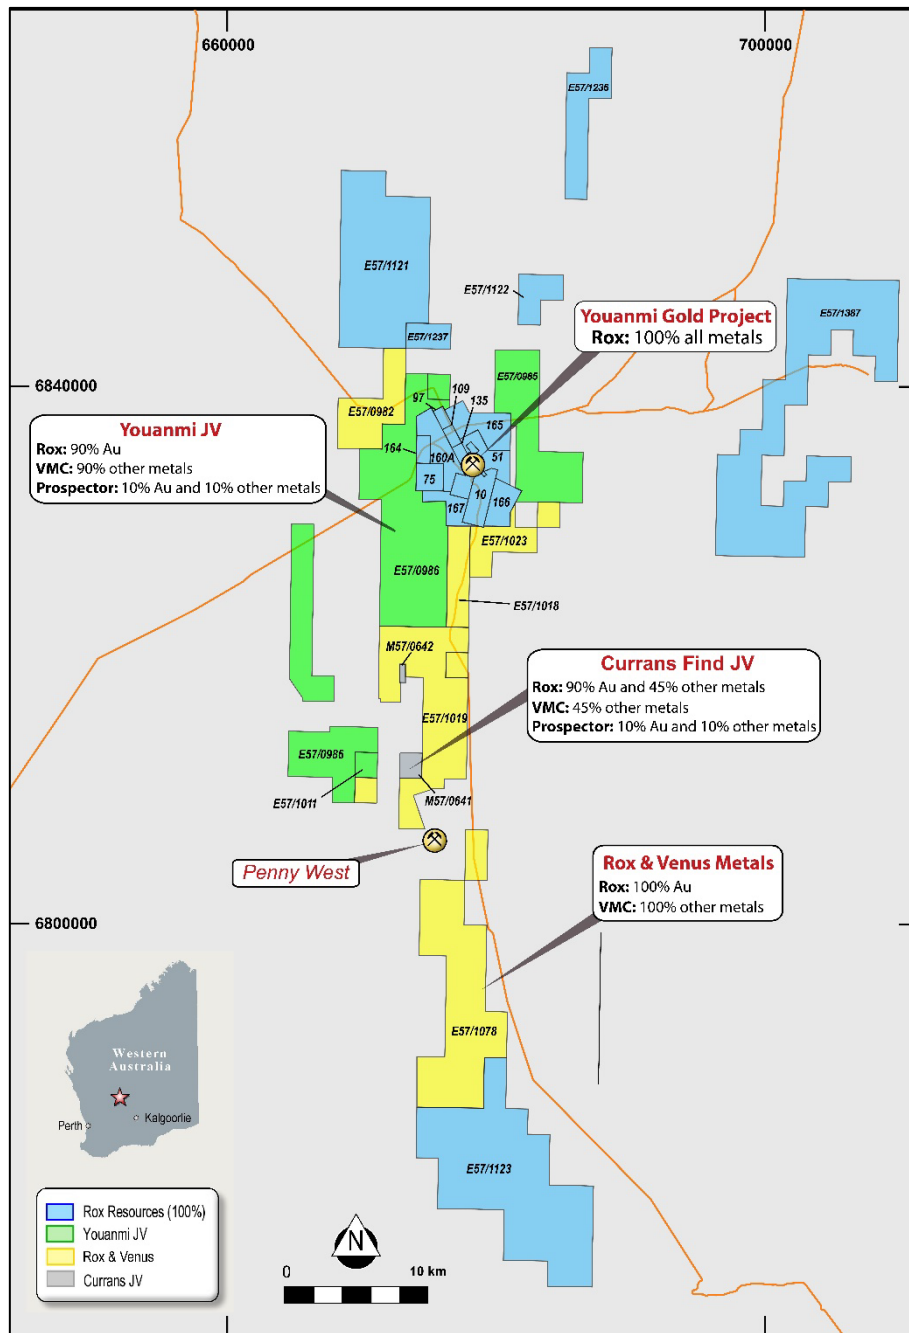 660000
700000
E57/1236
E57/1121
E57/1122
E57/1387
Youanmi Gold Project
Rox: 100% all metals
E57/1237
E57/0985
6840000
109
97
135
E57/0982
165
Youanmi JV
Rox: 90% Au
VMC: 90% other metals
Prospector: 10% Au and 10% other metals
164
160A
51
75
10
167
166
E57/1023
E57/0986
E57/1018
M57/0642
Currans Find JV
Rox: 90% Au and 45% other metals
VMC: 45% other metals
Prospector: 10% Au and 10% other metals
E57/1019
E57/0986
E57/1011
M57/0641
Penny West
Rox & Venus Metals
Rox: 100% Au
VMC: 100% other metals
6800000
E57/1078
Western
Australia
Kalgoorlie
Perth
E57/1123
Rox Resources (100%)
Youanmi JV
Rox & Venus
Currans JV
N
0 10 km